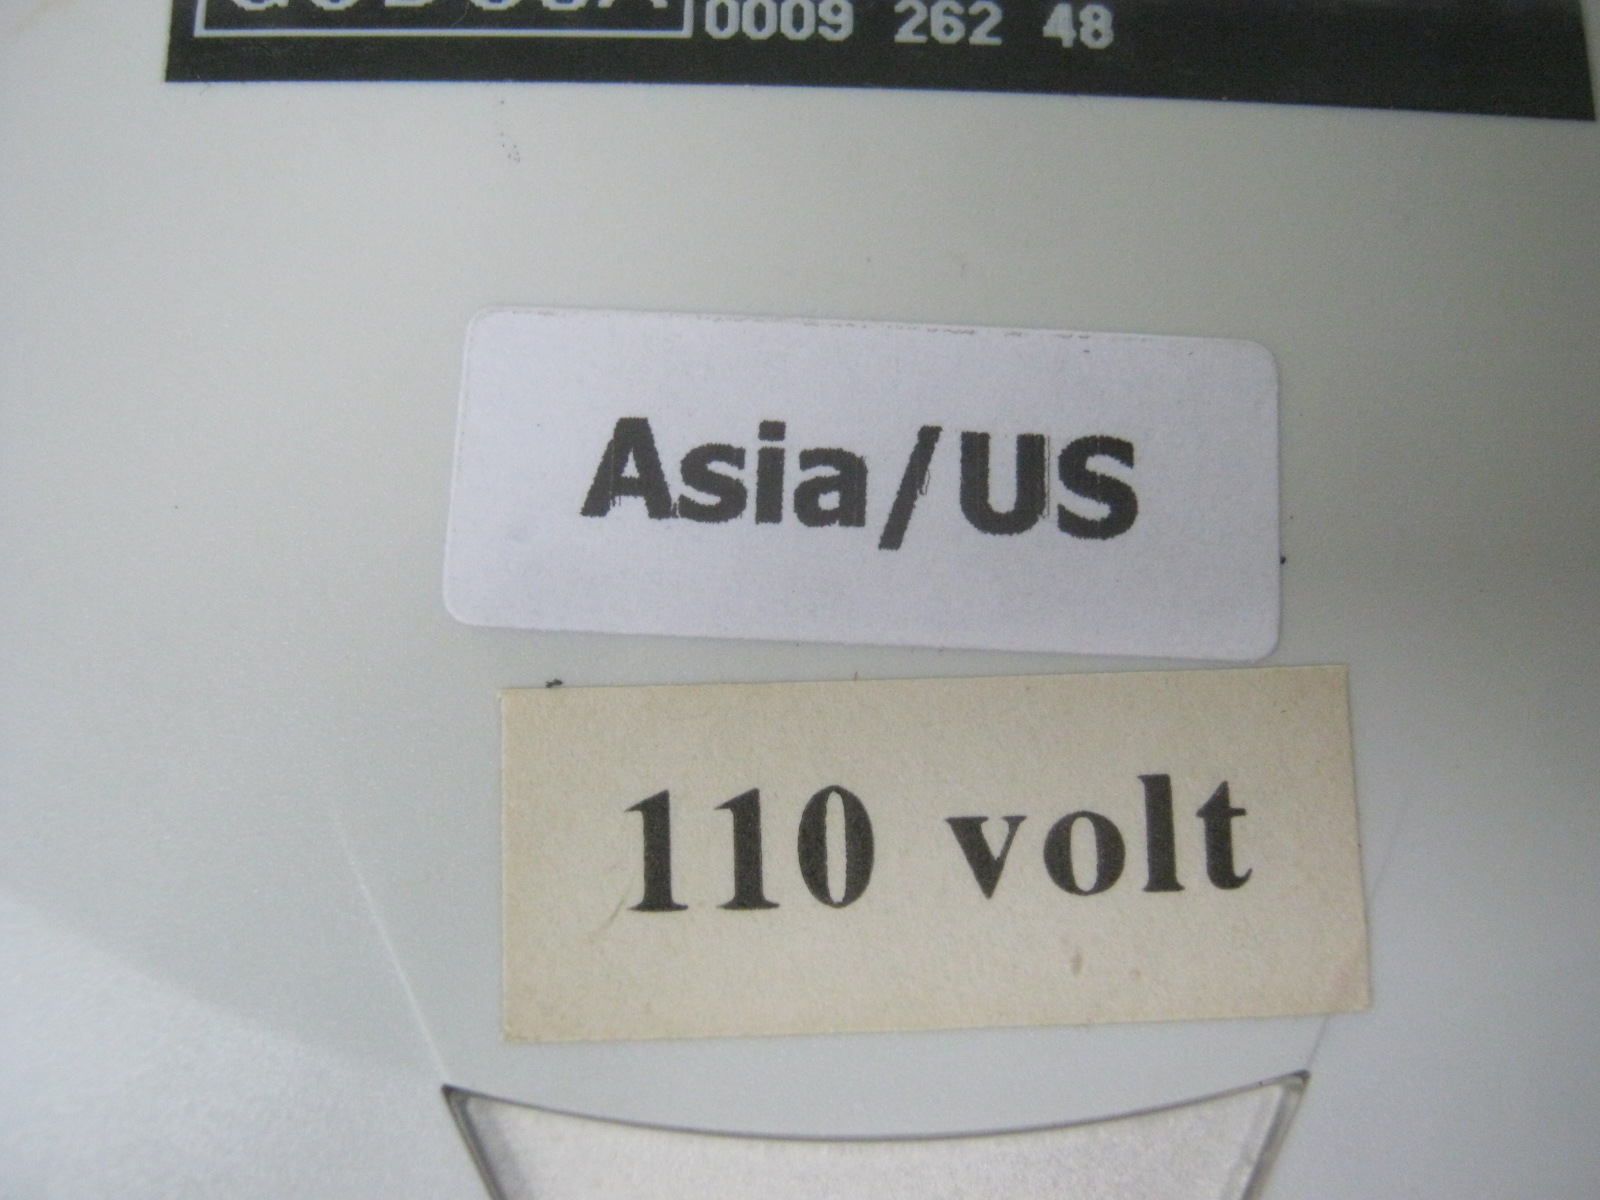 0009 262 48
Asia/US
110 volt